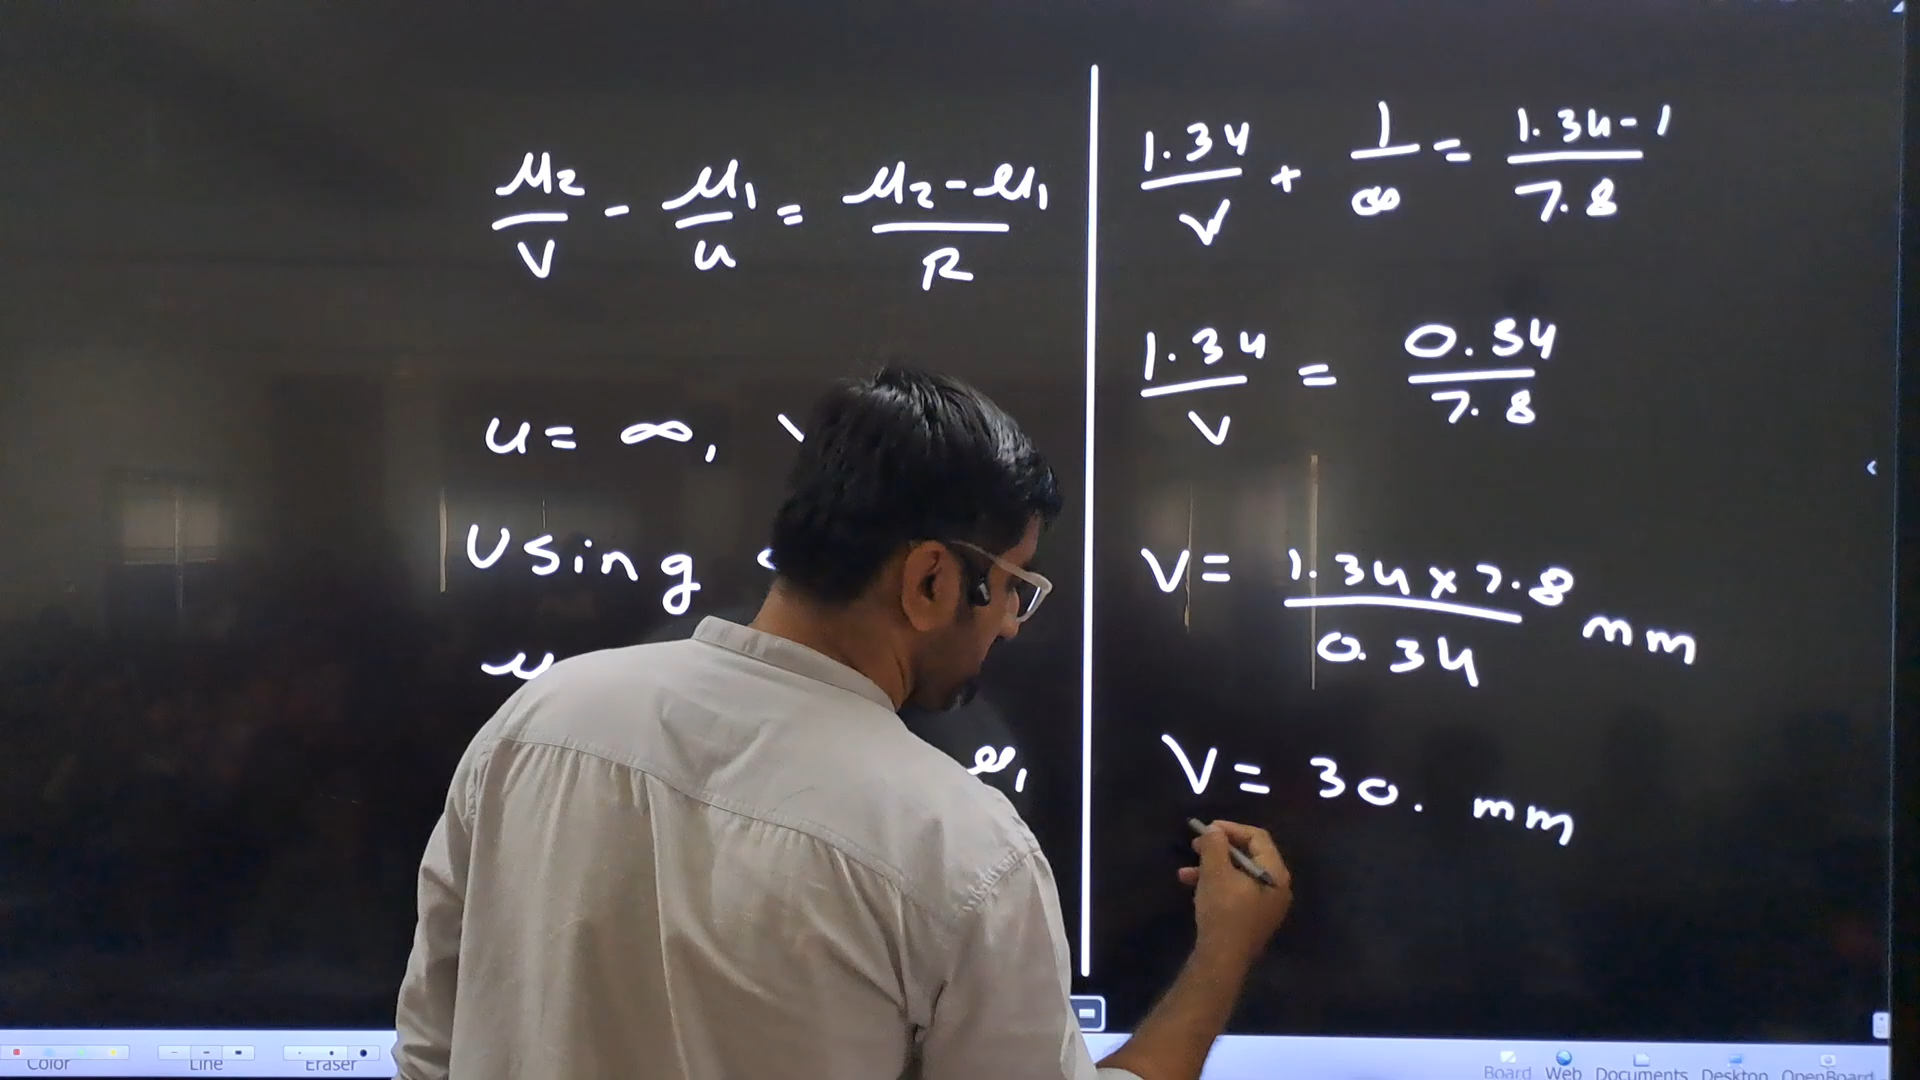 μ₂/v - μ₁/u = μ₂-μ₁/R
u = ∞,
Using
μ
μ₁
1.34/v + 1/∞ = 1.34-1/7.8
1.34/v = 0.34/7.8
v = 1.34 x 7.8/0.34 mm
v = 30. mm
Color Line Eraser Board Web Documents Desktop OpenBoard